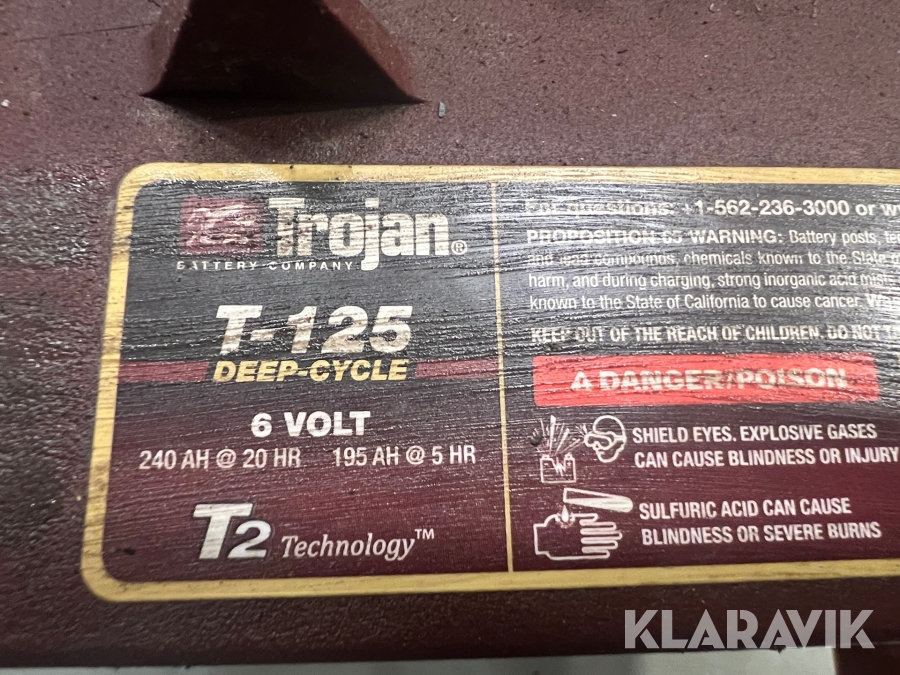 Trojan®
BATTERY COMPANY
T-125
DEEP-CYCLE
6 VOLT
240 AH @ 20 HR 195 AH @ 5 HR
T2 Technology™
For questions: +1-562-236-3000 or w
PROPOSITION 65 WARNING: Battery posts, te
and lead compounds, chemicals known to the State o
harm, and during charging, strong inorganic acid mists
known to the State of California to cause cancer. Wa
KEEP OUT OF THE REACH OF CHILDREN. DO NOT
DANGER/POISON
SHIELD EYES. EXPLOSIVE GASES
CAN CAUSE BLINDNESS OR INJURY
SULFURIC ACID CAN CAUSE
BLINDNESS OR SEVERE BURNS
KLARAVIK